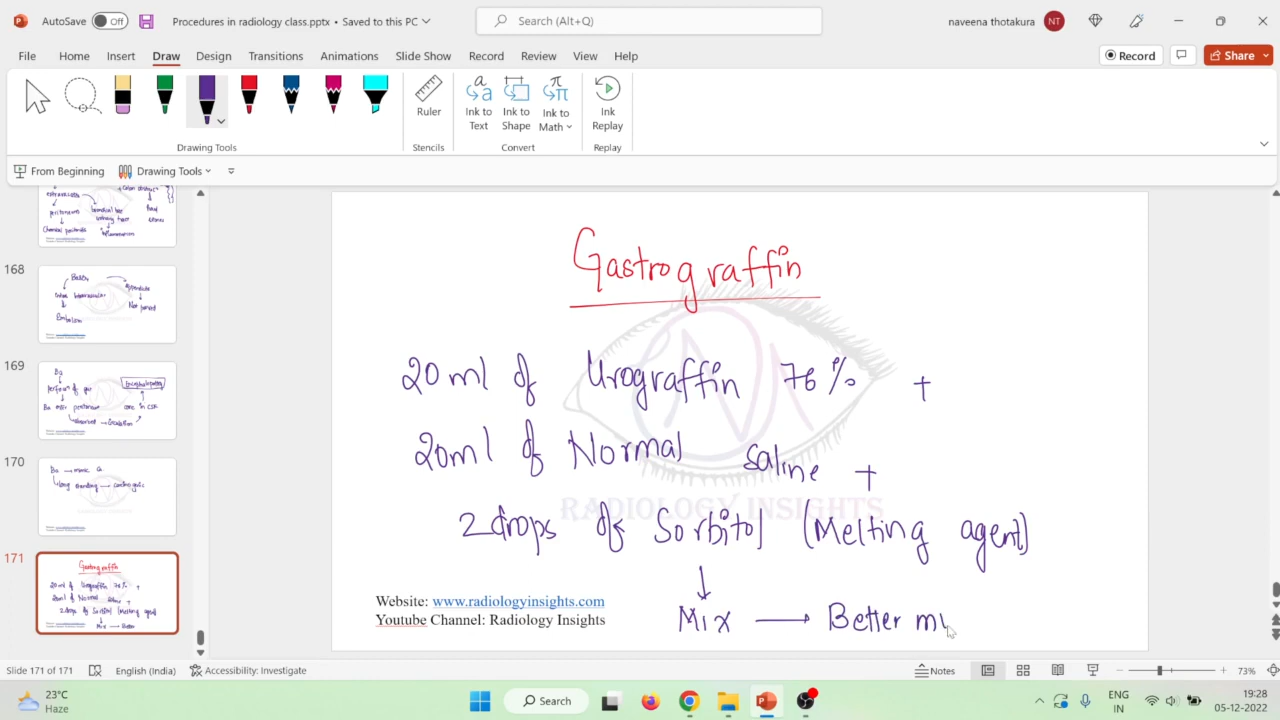 AutoSave Off Procedures in radiology class.pptx • Saved to this PC Search (Alt+Q) naveena thotakura NT
File Home Insert Draw Design Transitions Animations Slide Show Record Review View Help Record Share
Ruler
Ink to Text
Ink to Shape
Ink to Math
Ink Replay
Drawing Tools Stencils Convert Replay
From Beginning Drawing Tools
168
169
170
171
Gastrograffin
20 ml of Urograffin 76% +
20ml of Normal saline +
RADIOLOGY INSIGHTS
2 drops of Sorbitol (Melting agent)
Website: www.radiologyinsights.com
Youtube Channel: Radiology Insights
Mix → Better
Slide 171 of 171 English (India) Accessibility: Investigate Notes 73%
23°C
Haze
Search
ENG
IN
19:28
05-12-2022